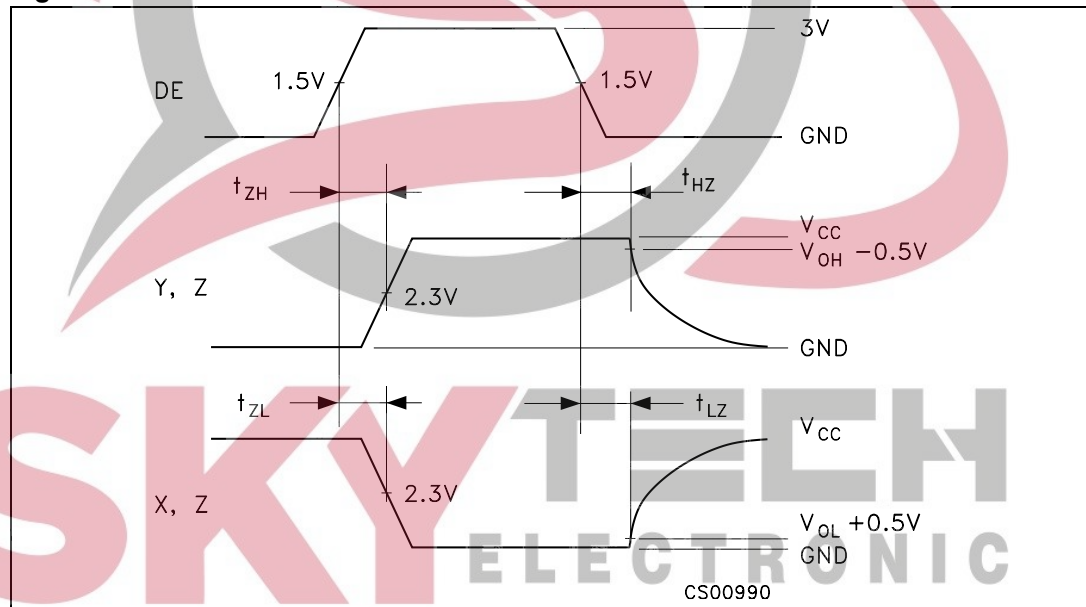 3V
1.5V
1.5V
DE
GND
tZH
tHZ
VCC
VOH −0.5V
Y, Z
2.3V
GND
tZL
tLZ
VCC
2.3V
X, Z
VOL +0.5V
GND
CS00990
SKYTECH
ELECTRONIC